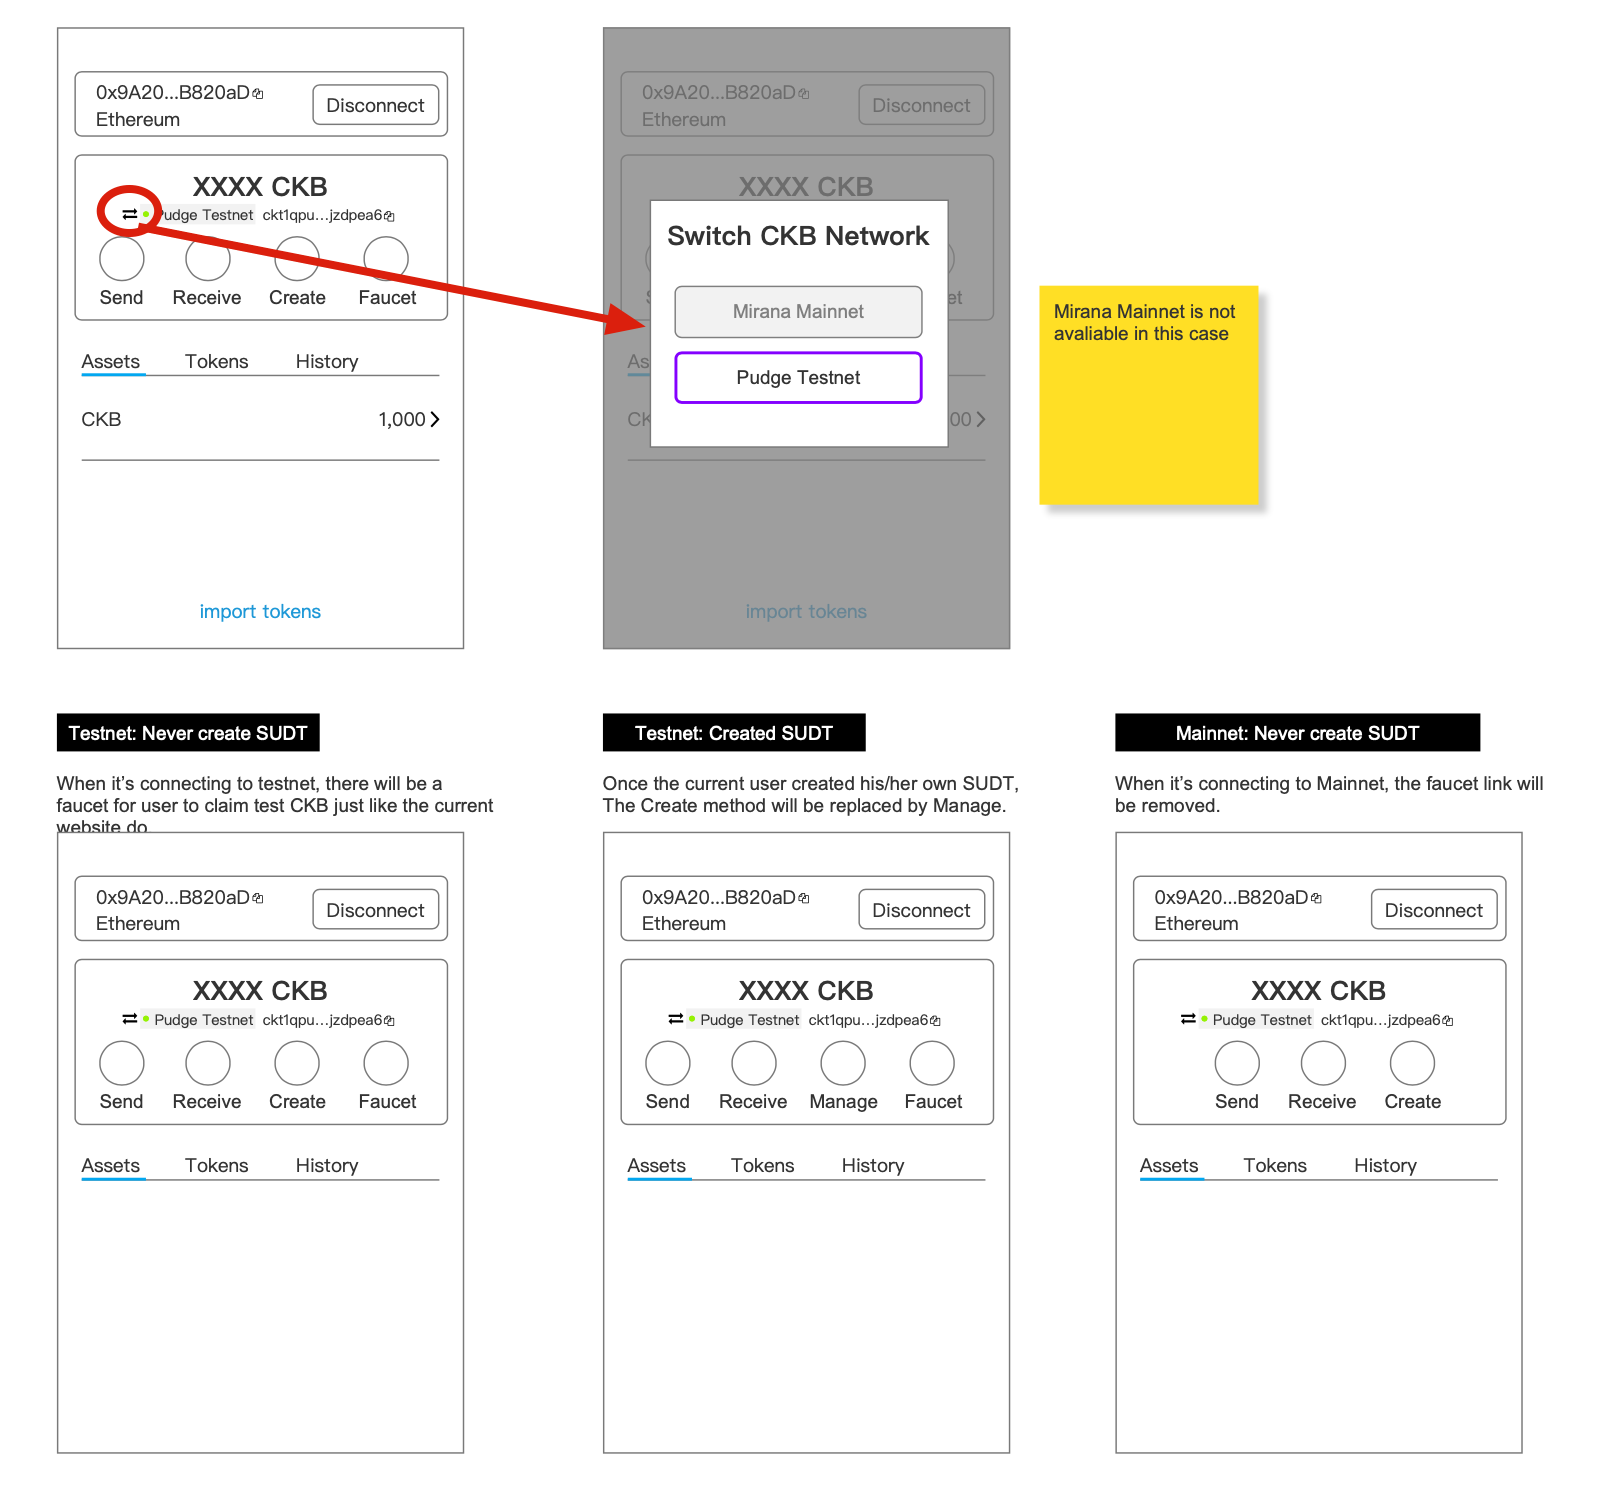 0x9A20...B820aD
Ethereum
Disconnect
XXXX CKB
Pudge Testnet ckt1qpu...jzdpea6
Send Receive Create Faucet
Assets Tokens History
CKB 1,000
import tokens
0x9A20...B820aD
Ethereum
Disconnect
XXXX CKB
Switch CKB Network
Mirana Mainnet
Pudge Testnet
import tokens
Mirana Mainnet is not
avaliable in this case
Testnet: Never create SUDT
When it's connecting to testnet, there will be a
faucet for user to claim test CKB just like the current
website do
0x9A20...B820aD
Ethereum
Disconnect
XXXX CKB
Pudge Testnet ckt1qpu...jzdpea6
Send Receive Create Faucet
Assets Tokens History
Testnet: Created SUDT
Once the current user created his/her own SUDT,
The Create method will be replaced by Manage.
0x9A20...B820aD
Ethereum
Disconnect
XXXX CKB
Pudge Testnet ckt1qpu...jzdpea6
Send Receive Manage Faucet
Assets Tokens History
Mainnet: Never create SUDT
When it's connecting to Mainnet, the faucet link will
be removed.
0x9A20...B820aD
Ethereum
Disconnect
XXXX CKB
Pudge Testnet ckt1qpu...jzdpea6
Send Receive Create
Assets Tokens History